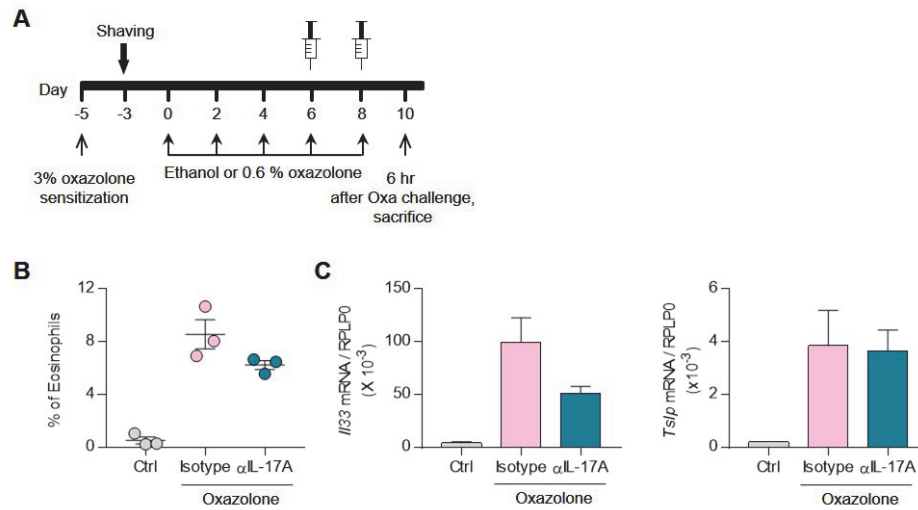 A
Shaving
Day
-5 -3 0 2 4 6 8 10
3% oxazolone
sensitization
Ethanol or 0.6 % oxazolone
6 hr
after Oxa challenge,
sacrifice
B
% of Eosinophils
12
8
4
0
Ctrl Isotype αIL-17A
Oxazolone
C
Il33 mRNA / RPLP0
(X 10-3)
150
100
50
0
Ctrl Isotype αIL-17A
Oxazolone
Tslp mRNA / RPLP0
(x10-3)
6
4
2
0
Ctrl Isotype αIL-17A
Oxazolone